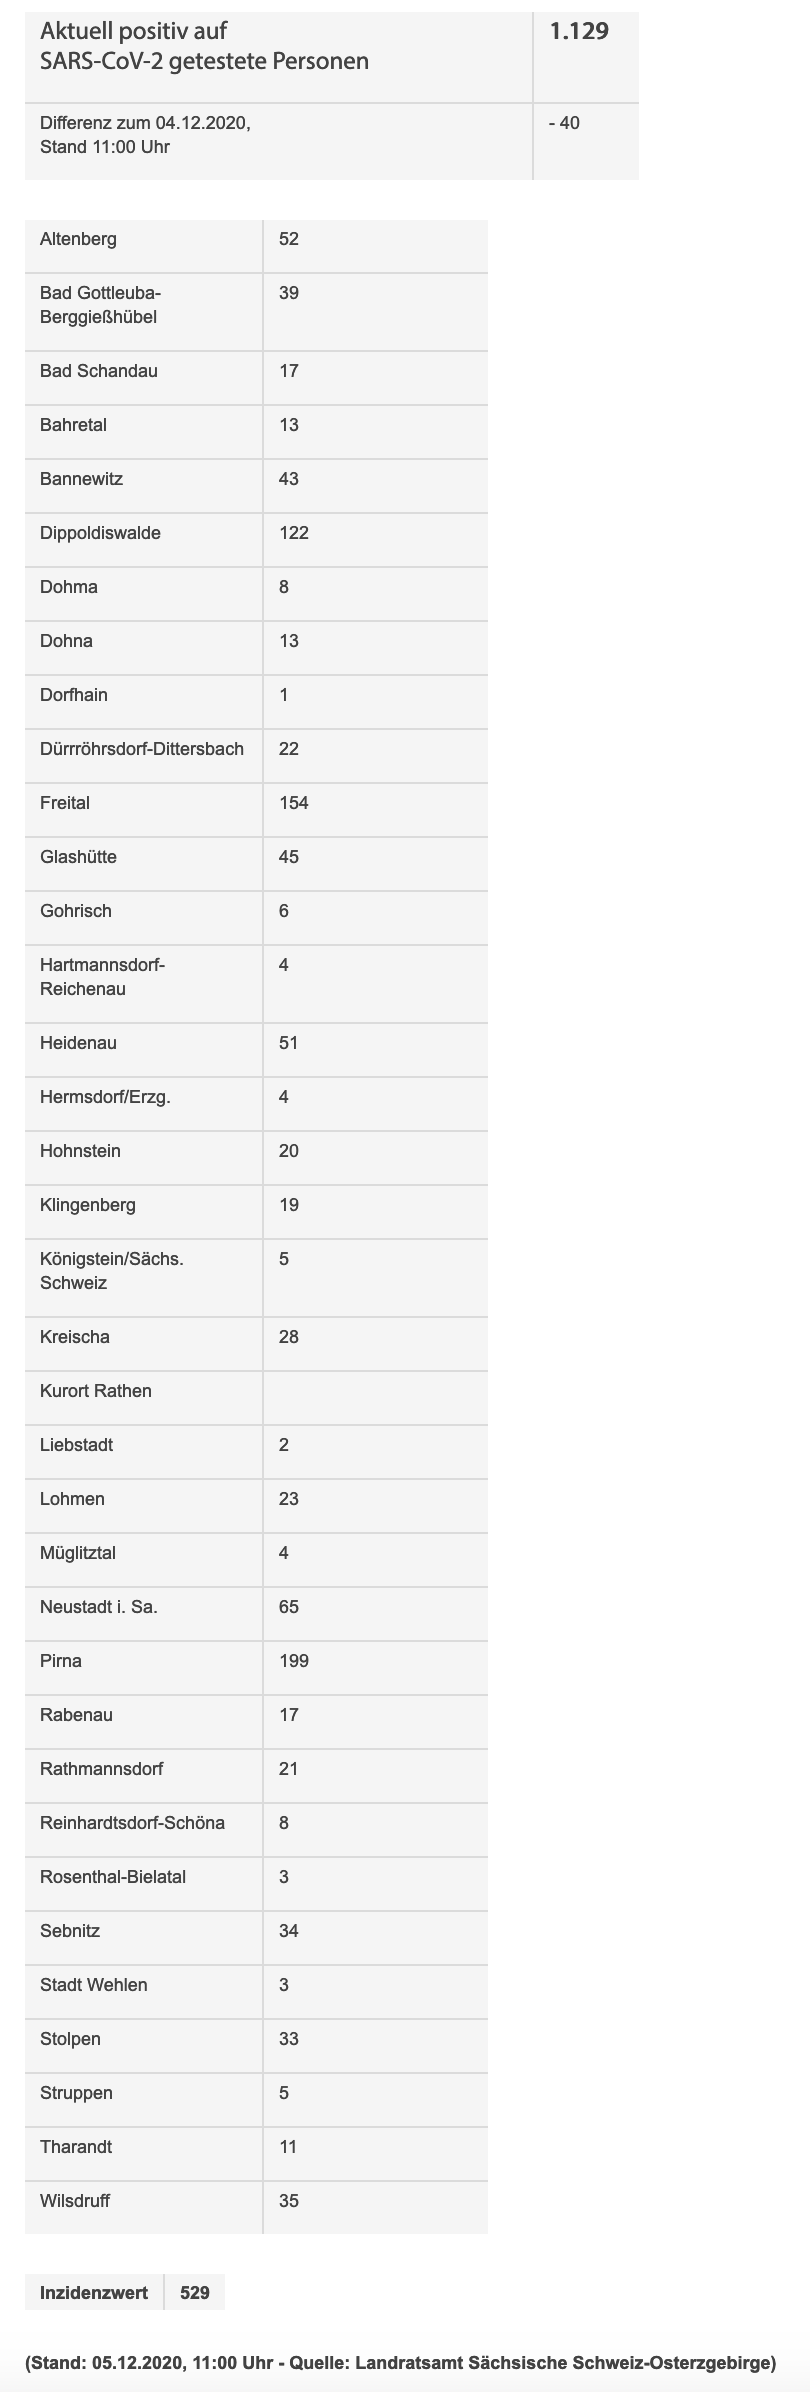 Aktuell positiv auf
SARS-CoV-2 getestete Personen
1.129
Differenz zum 04.12.2020,
Stand 11:00 Uhr
- 40
Altenberg 52
Bad Gottleuba-
Berggießhübel
39
Bad Schandau 17
Bahretal 13
Bannewitz 43
Dippoldiswalde 122
Dohma 8
Dohna 13
Dorfhain 1
Dürrröhrsdorf-Dittersbach 22
Freital 154
Glashütte 45
Gohrisch 6
Hartmannsdorf-
Reichenau
4
Heidenau 51
Hermsdorf/Erzg. 4
Hohnstein 20
Klingenberg 19
Königstein/Sächs.
Schweiz
5
Kreischa 28
Kurort Rathen
Liebstadt 2
Lohmen 23
Müglitztal 4
Neustadt i. Sa. 65
Pirna 199
Rabenau 17
Rathmannsdorf 21
Reinhardtsdorf-Schöna 8
Rosenthal-Bielatal 3
Sebnitz 34
Stadt Wehlen 3
Stolpen 33
Struppen 5
Tharandt 11
Wilsdruff 35
Inzidenzwert 529
(Stand: 05.12.2020, 11:00 Uhr - Quelle: Landratsamt Sächsische Schweiz-Osterzgebirge)